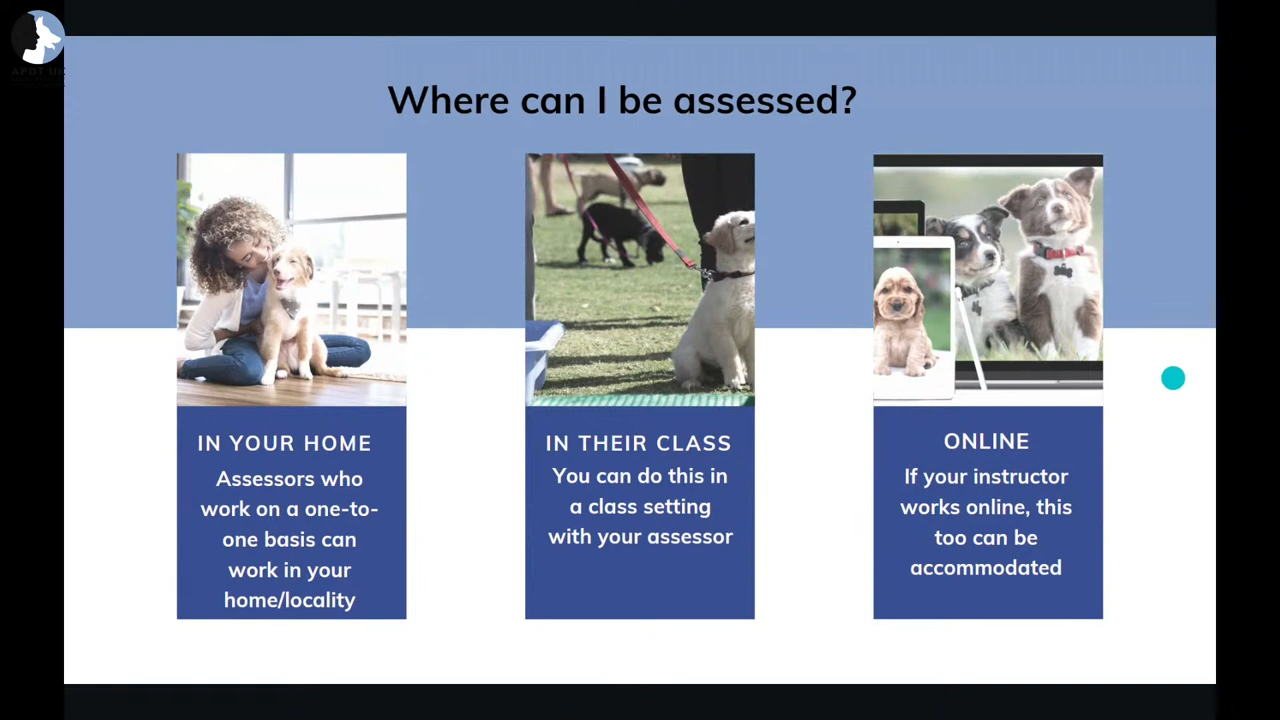 APDT UK
Where can I be assessed?
IN YOUR HOME
Assessors who
work on a one-to-
one basis can
work in your
home/locality
IN THEIR CLASS
You can do this in
a class setting
with your assessor
ONLINE
If your instructor
works online, this
too can be
accommodated